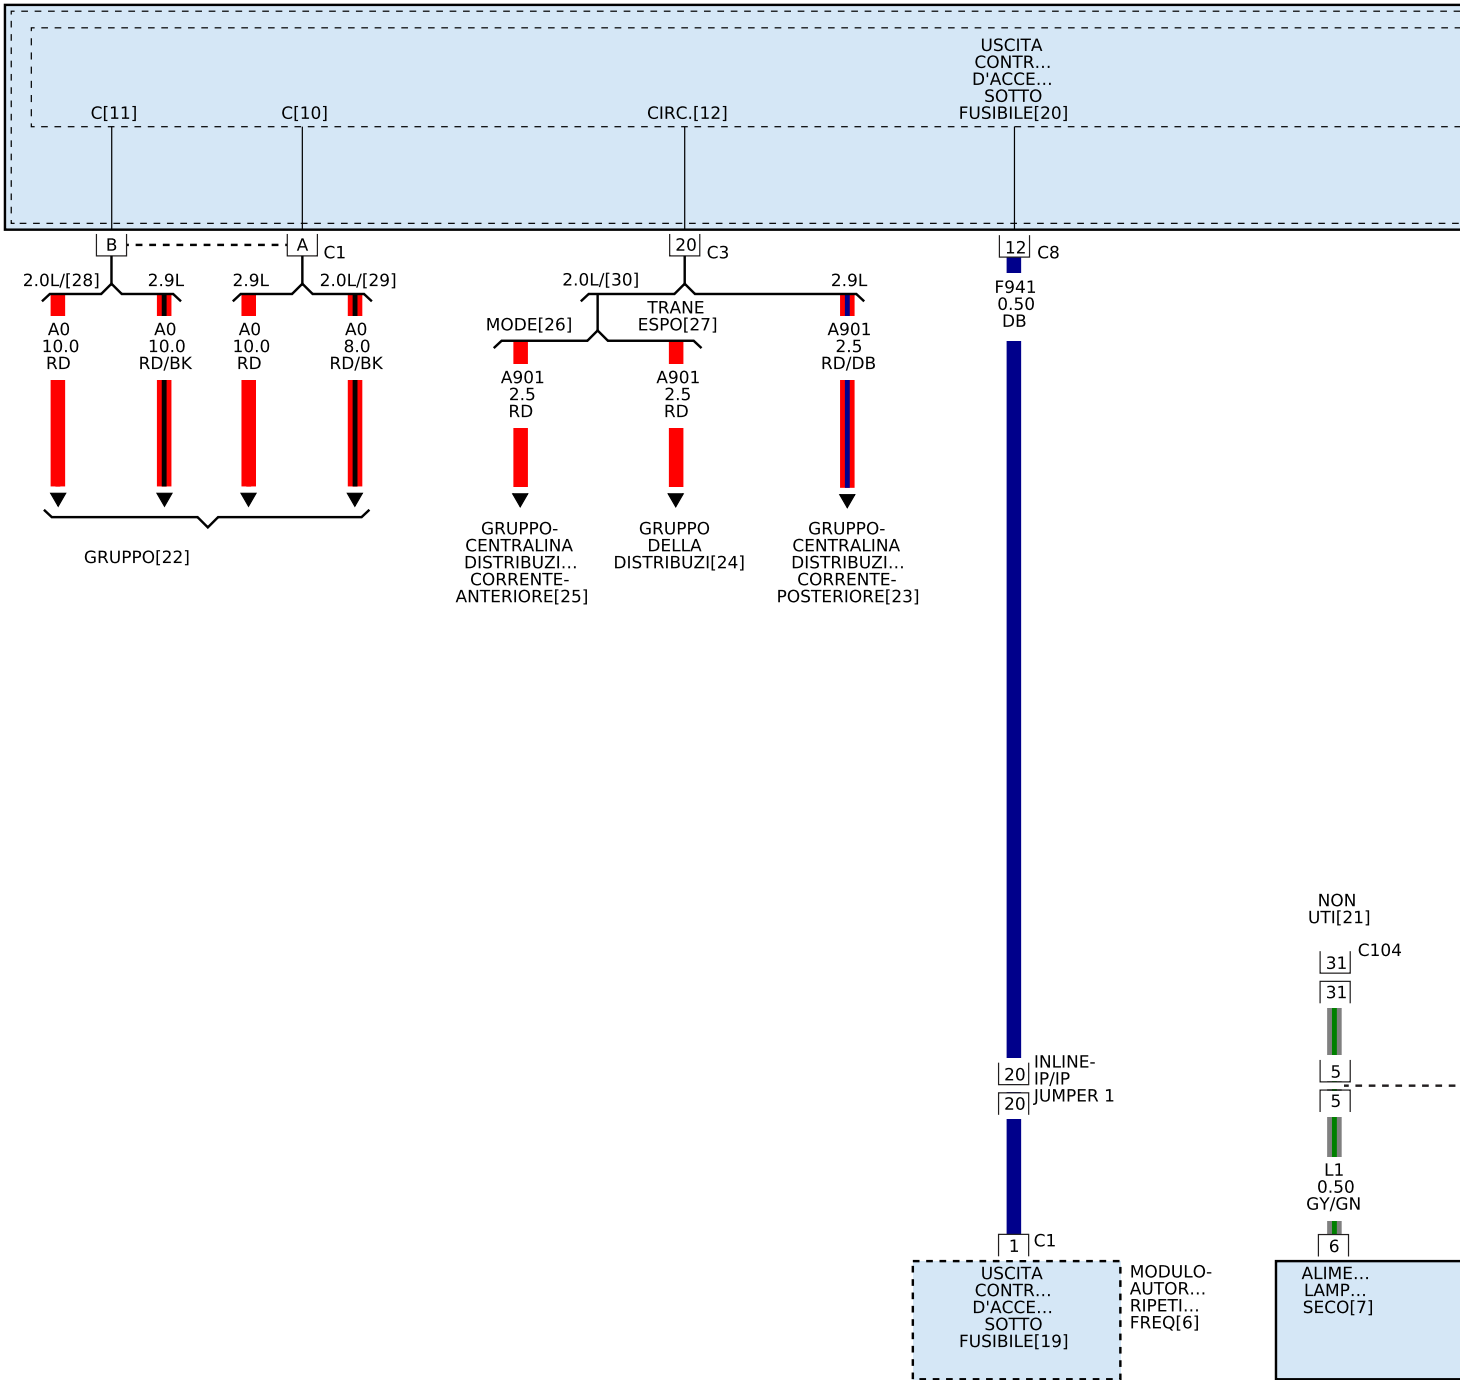 USCITA
CONTR...
D'ACCE...
SOTTO
FUSIBILE[20]
C[11]
C[10]
CIRC.[12]
B
A
C1
20
C3
12
C8
2.0L/[28]
2.9L
2.9L
2.0L/[29]
2.0L/[30]
2.9L
MODE[26]
TRANE
ESPO[27]
A0
10.0
RD
A0
10.0
RD/BK
A0
10.0
RD
A0
8.0
RD/BK
A901
2.5
RD
A901
2.5
RD
A901
2.5
RD/DB
F941
0.50
DB
GRUPPO[22]
GRUPPO-
CENTRALINA
DISTRIBUZI...
CORRENTE-
ANTERIORE[25]
GRUPPO
DELLA
DISTRIBUZI[24]
GRUPPO-
CENTRALINA
DISTRIBUZI...
CORRENTE-
POSTERIORE[23]
NON
UTI[21]
C104
31
31
20
INLINE-
IP/IP
JUMPER 1
20
5
5
L1
0.50
GY/GN
1
C1
6
USCITA
CONTR...
D'ACCE...
SOTTO
FUSIBILE[19]
MODULO-
AUTOR...
RIPETI...
FREQ[6]
ALIME...
LAMP...
SECO[7]